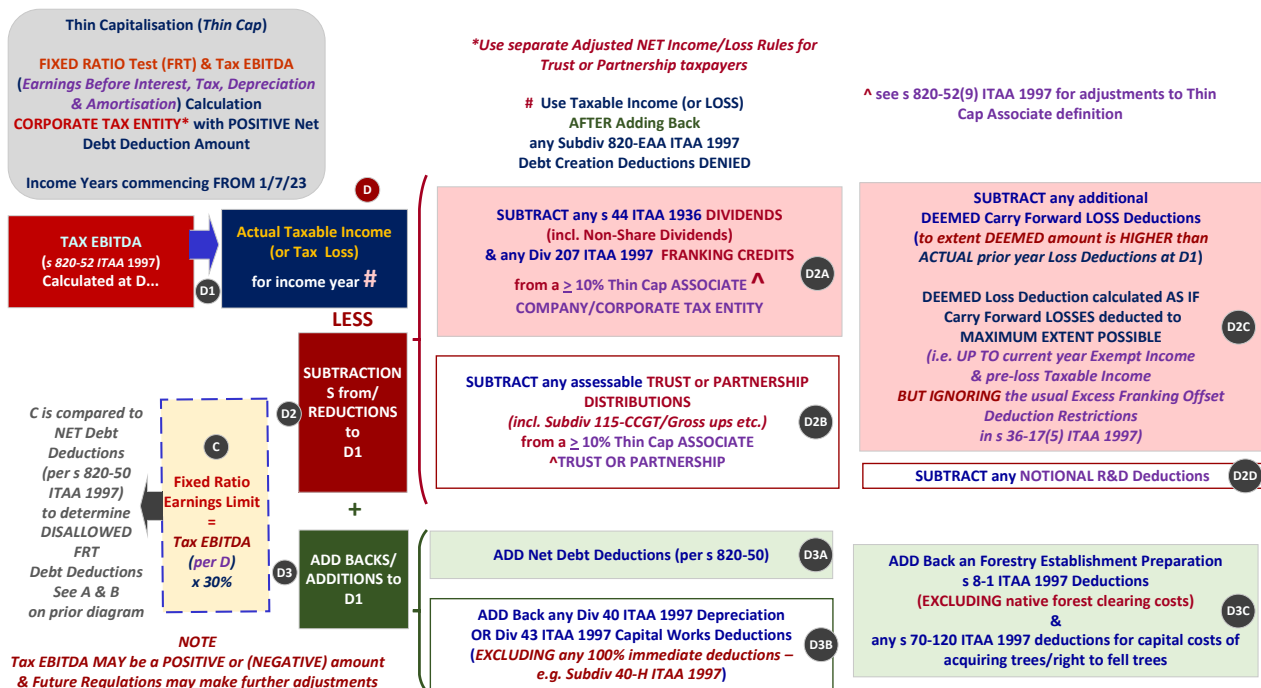 Thin Capitalisation (Thin Cap)
FIXED RATIO Test (FRT) & Tax EBITDA
(Earnings Before Interest, Tax, Depreciation
& Amortisation) Calculation
CORPORATE TAX ENTITY* with POSITIVE Net
Debt Deduction Amount
Income Years commencing FROM 1/7/23
*Use separate Adjusted NET Income/Loss Rules for
Trust or Partnership taxpayers
# Use Taxable Income (or LOSS)
AFTER Adding Back
any Subdiv 820-EAA ITAA 1997
Debt Creation Deductions DENIED
^ see s 820-52(9) ITAA 1997 for adjustments to Thin
Cap Associate definition
TAX EBITDA
(s 820-52 ITAA 1997)
Calculated at D...
D1
D
Actual Taxable Income
(or Tax Loss)
for income year #
LESS
D2
SUBTRACTION
S from/
REDUCTIONS
to
D1
+
D3
ADD BACKS/
ADDITIONS to
D1
SUBTRACT any s 44 ITAA 1936 DIVIDENDS
(incl. Non-Share Dividends)
& any Div 207 ITAA 1997 FRANKING CREDITS
from a > 10% Thin Cap ASSOCIATE ^
COMPANY/CORPORATE TAX ENTITY
D2A
SUBTRACT any assessable TRUST or PARTNERSHIP
DISTRIBUTIONS
(incl. Subdiv 115-CCGT/Gross ups etc.)
from a > 10% Thin Cap ASSOCIATE
^TRUST OR PARTNERSHIP
D2B
SUBTRACT any additional
DEEMED Carry Forward LOSS Deductions
(to extent DEEMED amount is HIGHER than
ACTUAL prior year Loss Deductions at D1)
DEEMED Loss Deduction calculated AS IF
Carry Forward LOSSES deducted to
MAXIMUM EXTENT POSSIBLE
(i.e. UP TO current year Exempt Income
& pre-loss Taxable Income
BUT IGNORING the usual Excess Franking Offset
Deduction Restrictions
in s 36-17(5) ITAA 1997)
D2C
SUBTRACT any NOTIONAL R&D Deductions
D2D
C is compared to
NET Debt
Deductions
(per s 820-50
ITAA 1997)
to determine
DISALLOWED
FRT
Debt Deductions
See A & B
on prior diagram
C
Fixed Ratio
Earnings Limit
=
Tax EBITDA
(per D)
x 30%
ADD Net Debt Deductions (per s 820-50)
D3A
ADD Back any Div 40 ITAA 1997 Depreciation
OR Div 43 ITAA 1997 Capital Works Deductions
(EXCLUDING any 100% immediate deductions –
e.g. Subdiv 40-H ITAA 1997)
D3B
ADD Back an Forestry Establishment Preparation
s 8-1 ITAA 1997 Deductions
(EXCLUDING native forest clearing costs)
&
any s 70-120 ITAA 1997 deductions for capital costs of
acquiring trees/right to fell trees
D3C
NOTE
Tax EBITDA MAY be a POSITIVE or (NEGATIVE) amount
& Future Regulations may make further adjustments